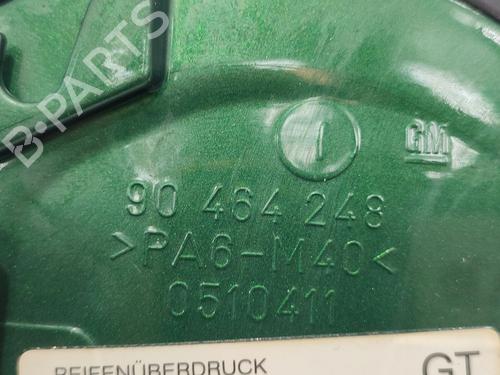 B-PARTS
I
GM
90 464 248
>PA6-M40<
0510411
REIFENÜBERDRUCK GT